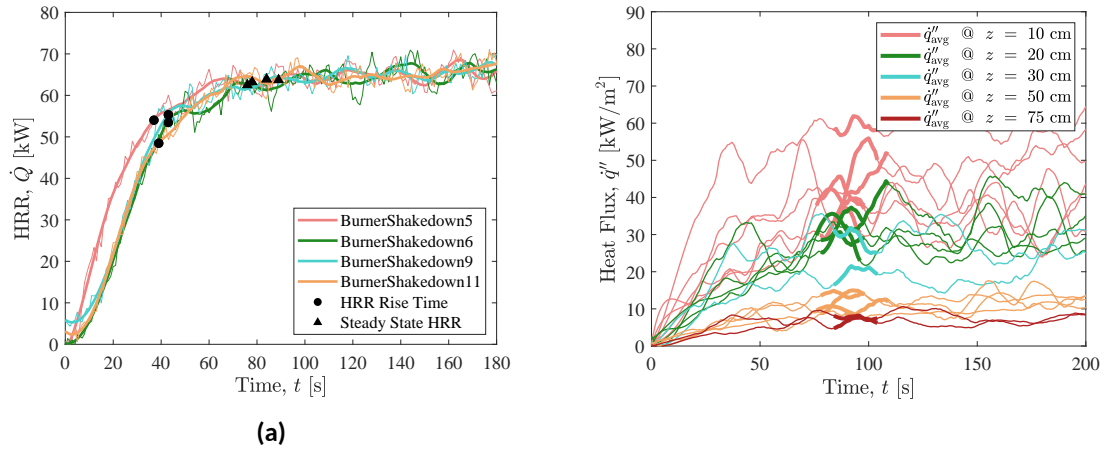 HRR, Q̇ [kW]
80
70
60
50
40
30
20
10
0
BurnerShakedown5
BurnerShakedown6
BurnerShakedown9
BurnerShakedown11
HRR Rise Time
Steady State HRR
0 20 40 60 80 100 120 140 160 180
Time, t [s]
(a)
Heat Flux, q̇″ [kW/m²]
90
80
70
60
50
40
30
20
10
0
q̇″avg @ z = 10 cm
q̇″avg @ z = 20 cm
q̇″avg @ z = 30 cm
q̇″avg @ z = 50 cm
q̇″avg @ z = 75 cm
0 50 100 150 200
Time, t [s]